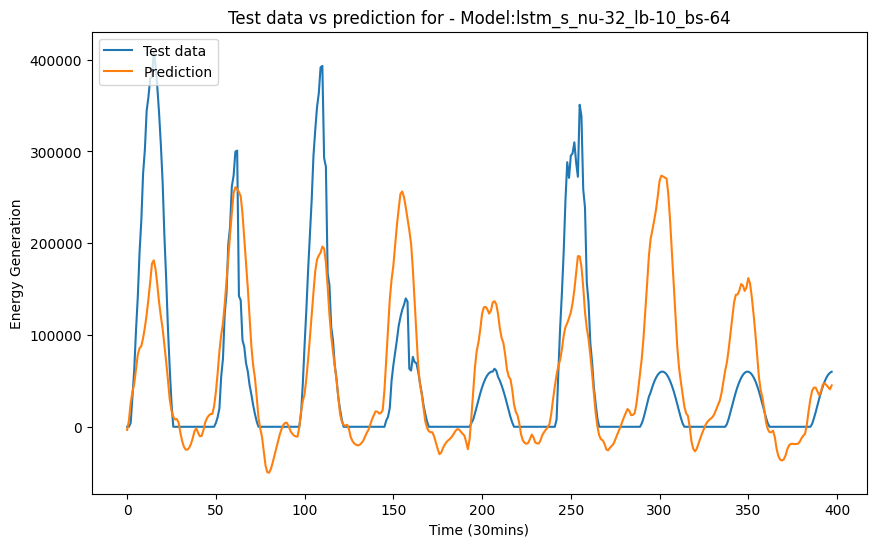 Test data vs prediction for - Model:lstm_s_nu-32_lb-10_bs-64
Test data
Prediction
Energy Generation
400000
300000
200000
100000
0
0 50 100 150 200 250 300 350 400
Time (30mins)